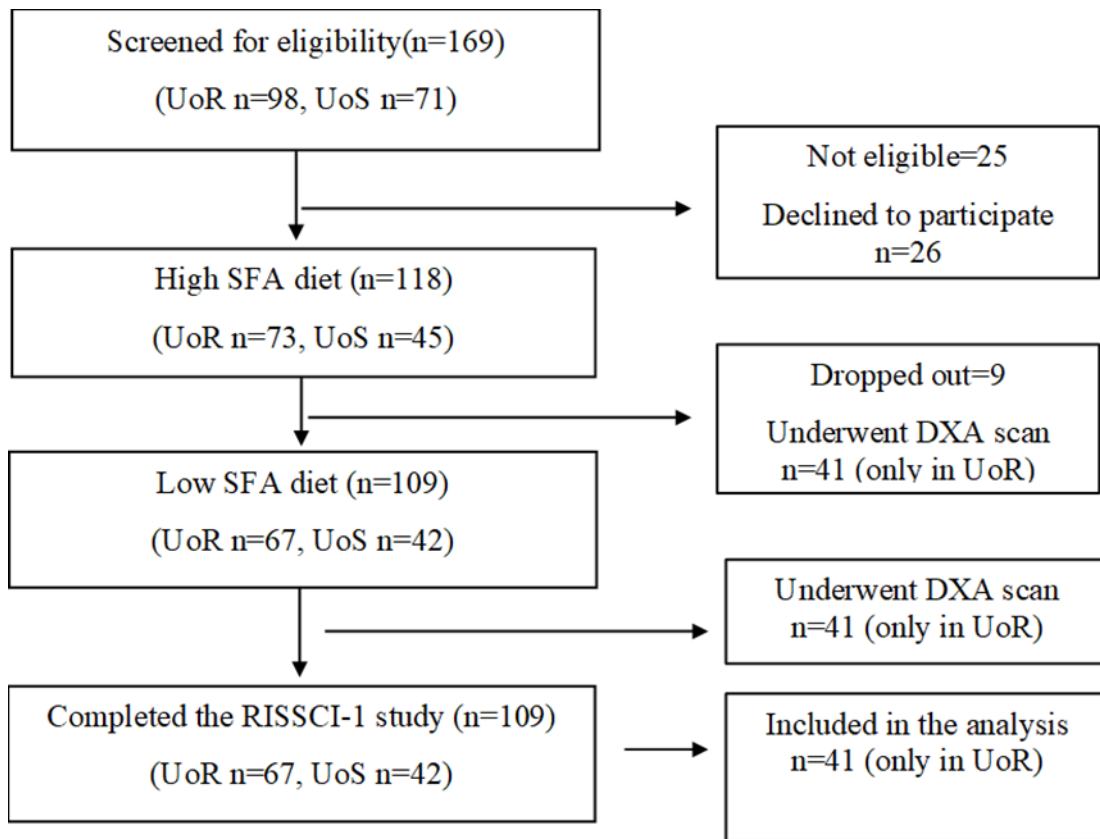 Screened for eligibility(n=169)
(UoR n=98, UoS n=71)
Not eligible=25
Declined to participate
n=26
High SFA diet (n=118)
(UoR n=73, UoS n=45)
Dropped out=9
Underwent DXA scan
n=41 (only in UoR)
Low SFA diet (n=109)
(UoR n=67, UoS n=42)
Underwent DXA scan
n=41 (only in UoR)
Completed the RISSCI-1 study (n=109)
(UoR n=67, UoS n=42)
Included in the analysis
n=41 (only in UoR)